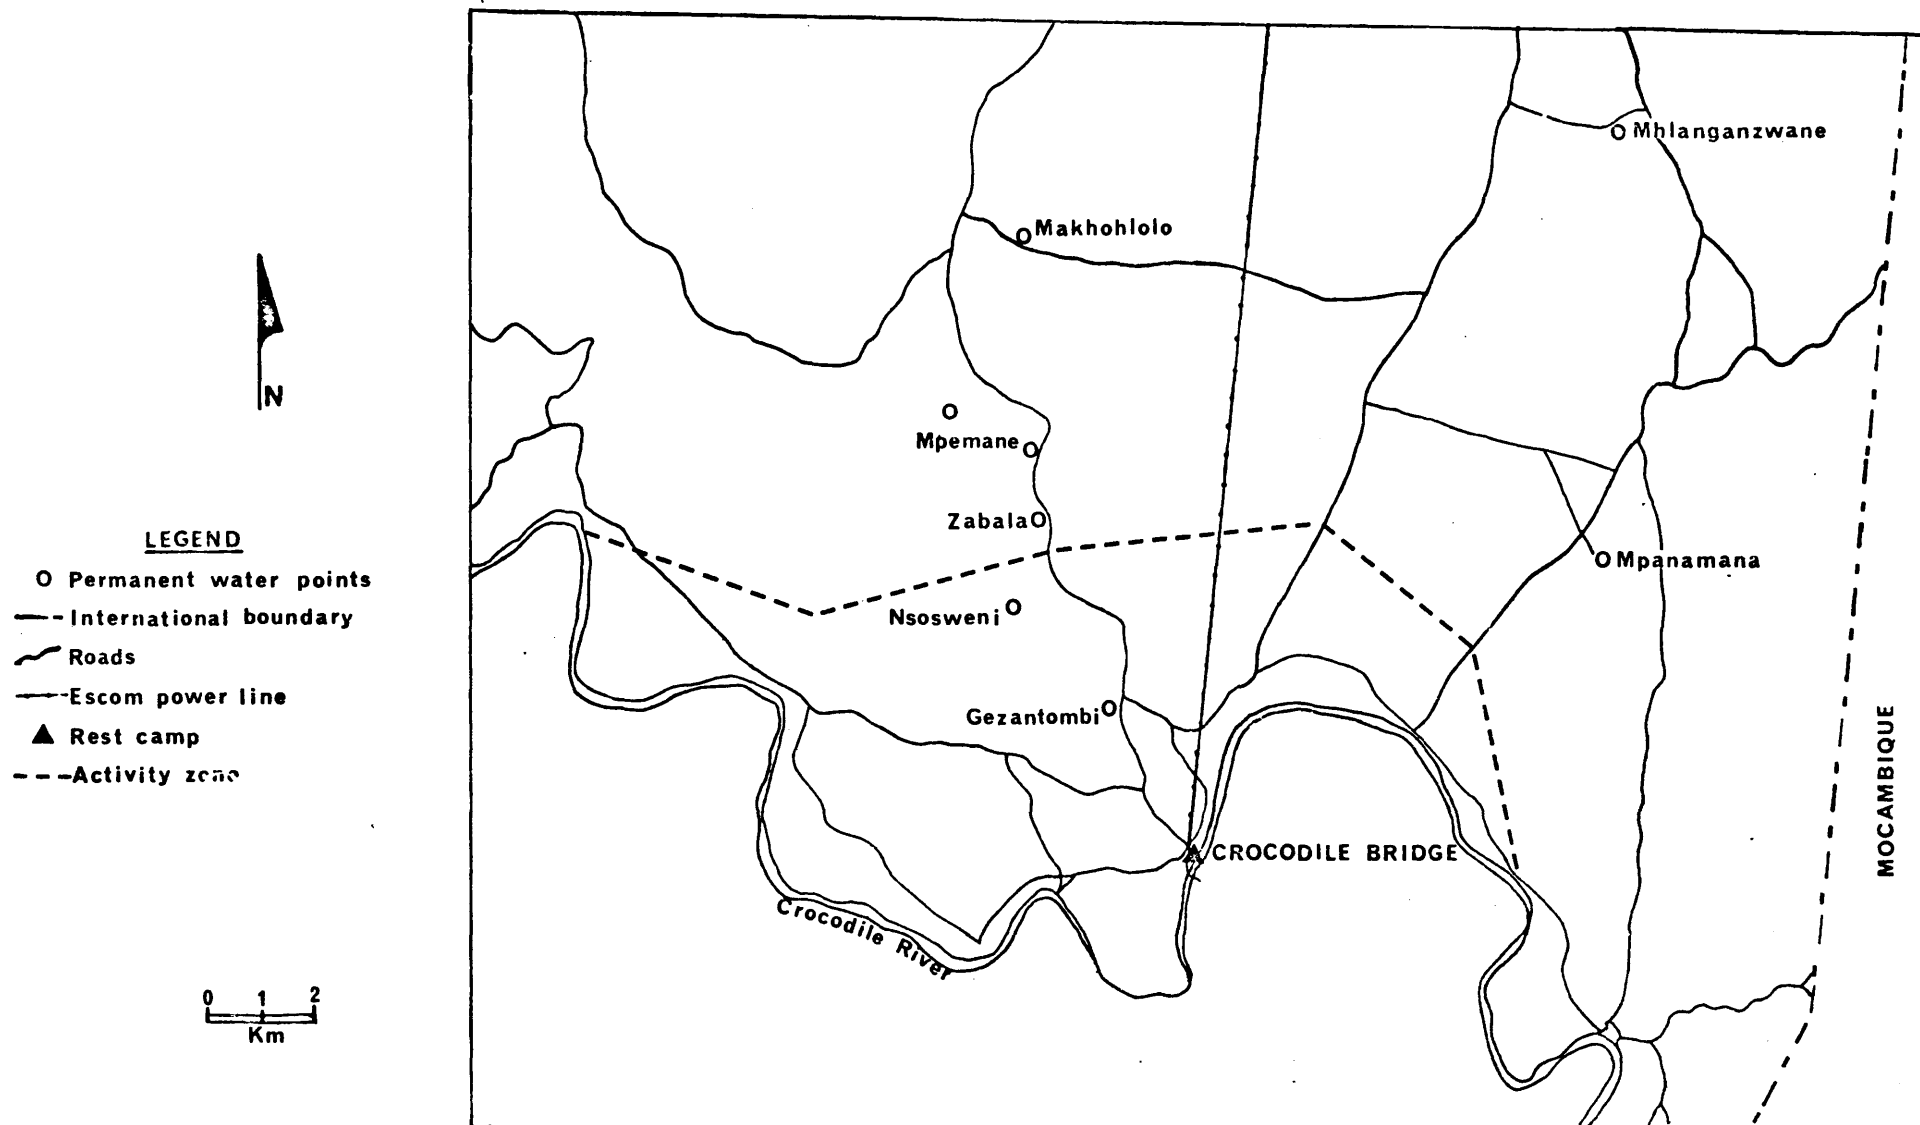 Mhlanganzwane
Makhohlolo
N
Mpemane
Zabala
Mpanamana
Nsosweni
Gezantombi
CROCODILE BRIDGE
Crocodile River
MOCAMBIQUE
LEGEND
O Permanent water points
International boundary
Roads
Escom power line
Rest camp
Activity zone
0 1 2
Km